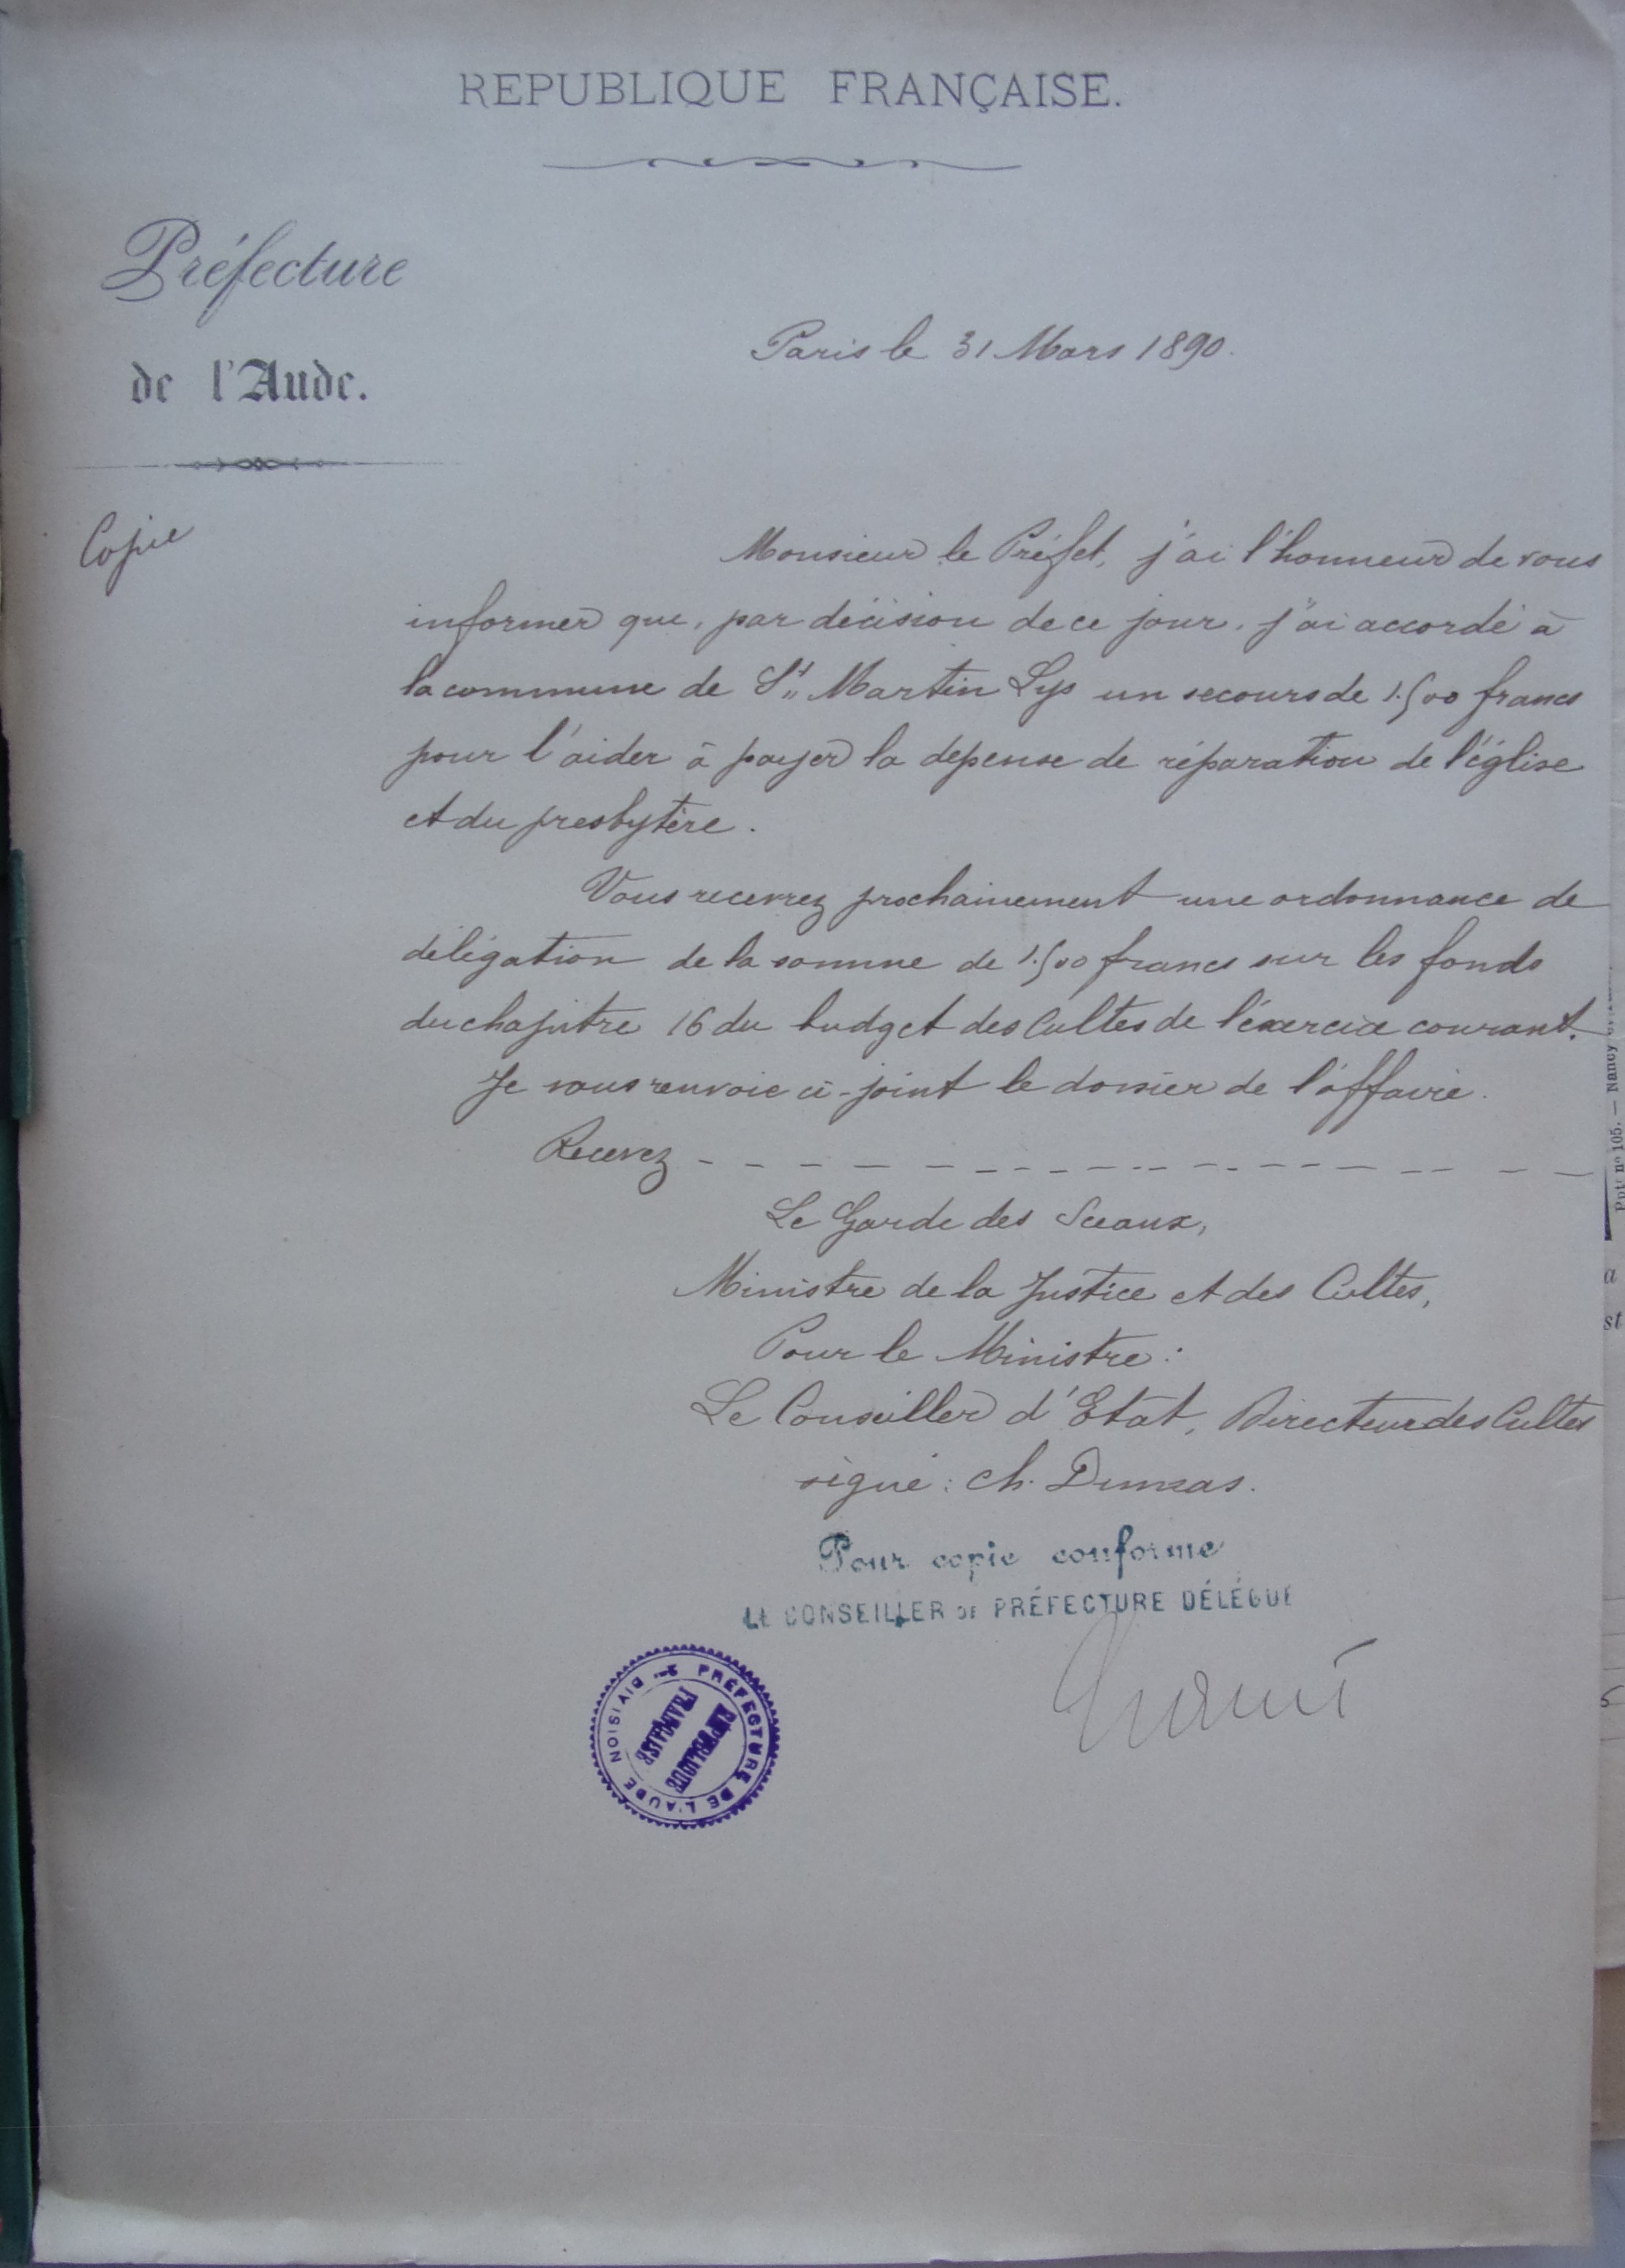 REPUBLIQUE FRANÇAISE.
Préfecture
de l'Aude.
Paris le 31 Mars 1890.
Copie
Monsieur le Préfet, j'ai l'honneur de vous
informer que, par décision de ce jour, j'ai accordé à
la commune de St Martin Lys un secours de 1.500 francs
pour l'aider à payer la depense de réparation de l'église
et du presbytère.
Vous recevrez prochainement une ordonnance de
délégation de la somme de 1.500 francs sur les fonds
du chapitre 16 du budget des Cultes de l'éxercice courant.
Je vous renvoie ci-joint le dossier de l'affaire.
Recevez - - - - - - - - - - - - - - - -
Le Garde des Sceaux,
Ministre de la Justice et des Cultes,
Pour le Ministre :
Le Conseiller d'Etat, Directeur des Cultes
signé : Ch. Dumas.
Pour copie conforme
LE CONSEILLER DE PRÉFECTURE DÉLÉGUÉ
PRÉFECTURE DE L'AUDE DIVISION
RÉPUBLIQUE
FRANÇAISE
Nancy
nº 105. —
a
st